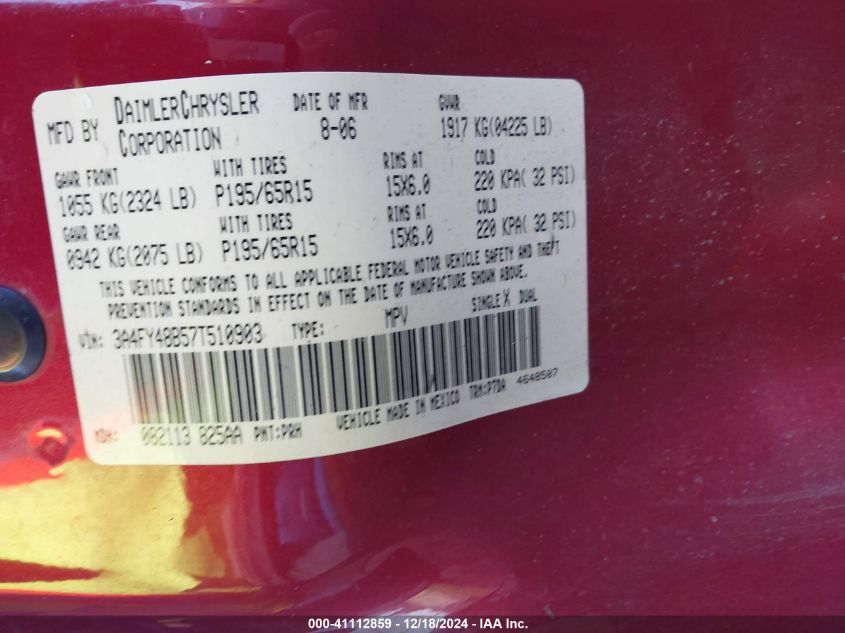 MFD BY DAIMLERCHRYSLER CORPORATION DATE OF MFR 8-06 GVWR 1917 KG(04225 LB)
GAWR FRONT WITH TIRES RIMS AT COLD
1055 KG(2324 LB) P195/65R15 15X6.0 220 KPA( 32 PSI)
GAWR REAR WITH TIRES RIMS AT COLD
0942 KG(2075 LB) P195/65R15 15X6.0 220 KPA( 32 PSI)
THIS VEHICLE CONFORMS TO ALL APPLICABLE FEDERAL MOTOR VEHICLE SAFETY AND THEFT
PREVENTION STANDARDS IN EFFECT ON THE DATE OF MANUFACTURE SHOWN ABOVE.
VIN: 3A4FY48B57T510903 TYPE: MPV SINGLE X DUAL
MDH: 082113 825AA PNT:PRH VEHICLE MADE IN MEXICO TRM:P7DA 4648507
000-41112859 - 12/18/2024 - IAA, Inc.